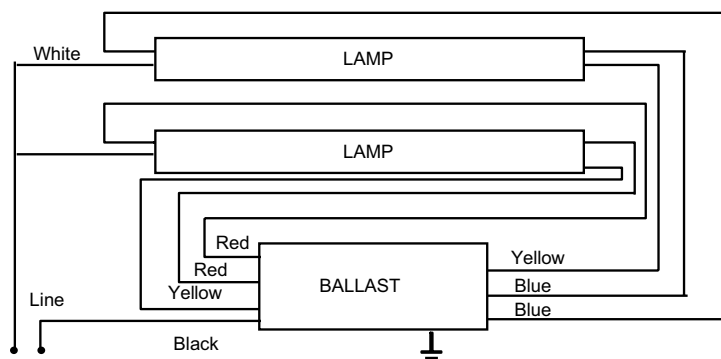 White
LAMP
LAMP
Red
Red
Yellow
BALLAST
Yellow
Blue
Blue
Line
Black